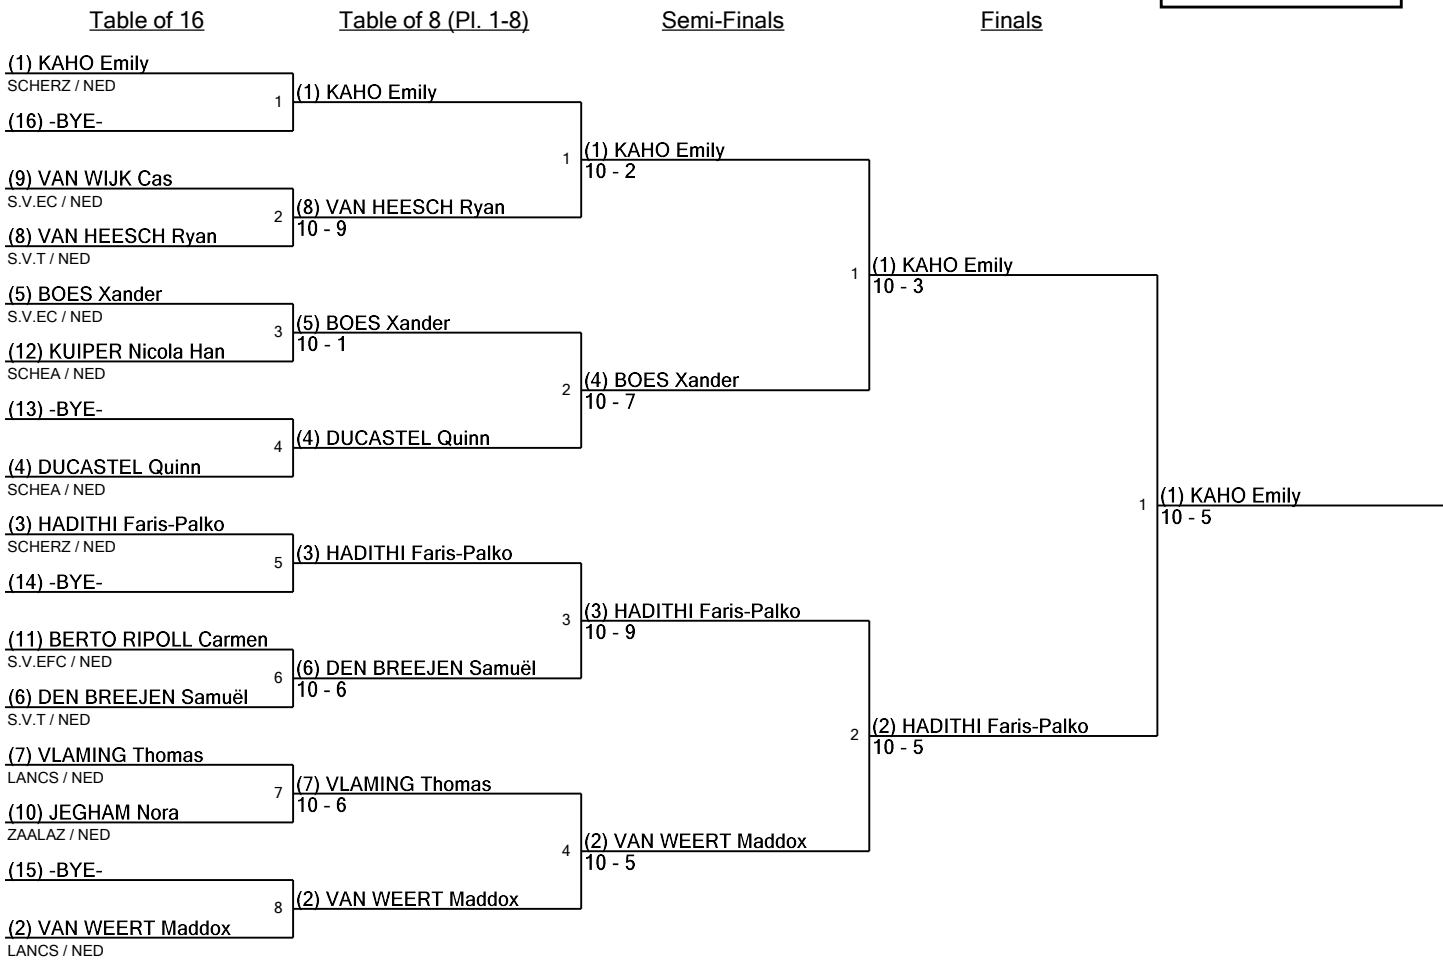 Table of 16
Table of 8 (Pl. 1-8)
Semi-Finals
Finals
(1) KAHO Emily
SCHERZ / NED
1
(16) -BYE-
(9) VAN WIJK Cas
S.V.EC / NED
2
(8) VAN HEESCH Ryan
S.V.T / NED
(5) BOES Xander
S.V.EC / NED
3
(12) KUIPER Nicola Han
SCHEA / NED
(13) -BYE-
4
(4) DUCASTEL Quinn
SCHEA / NED
(3) HADITHI Faris-Palko
SCHERZ / NED
5
(14) -BYE-
(11) BERTO RIPOLL Carmen
S.V.EFC / NED
6
(6) DEN BREEJEN Samuël
S.V.T / NED
(7) VLAMING Thomas
LANCS / NED
7
(10) JEGHAM Nora
ZAALAZ / NED
(15) -BYE-
8
(2) VAN WEERT Maddox
LANCS / NED
(1) KAHO Emily
1
(8) VAN HEESCH Ryan
10 - 9
(5) BOES Xander
10 - 1
2
(4) DUCASTEL Quinn
(3) HADITHI Faris-Palko
3
(6) DEN BREEJEN Samuël
10 - 6
(7) VLAMING Thomas
10 - 6
4
(2) VAN WEERT Maddox
(1) KAHO Emily
10 - 2
1
(4) BOES Xander
10 - 7
(3) HADITHI Faris-Palko
10 - 9
2
(2) VAN WEERT Maddox
10 - 5
(1) KAHO Emily
10 - 3
1
(2) HADITHI Faris-Palko
10 - 5
(1) KAHO Emily
10 - 5